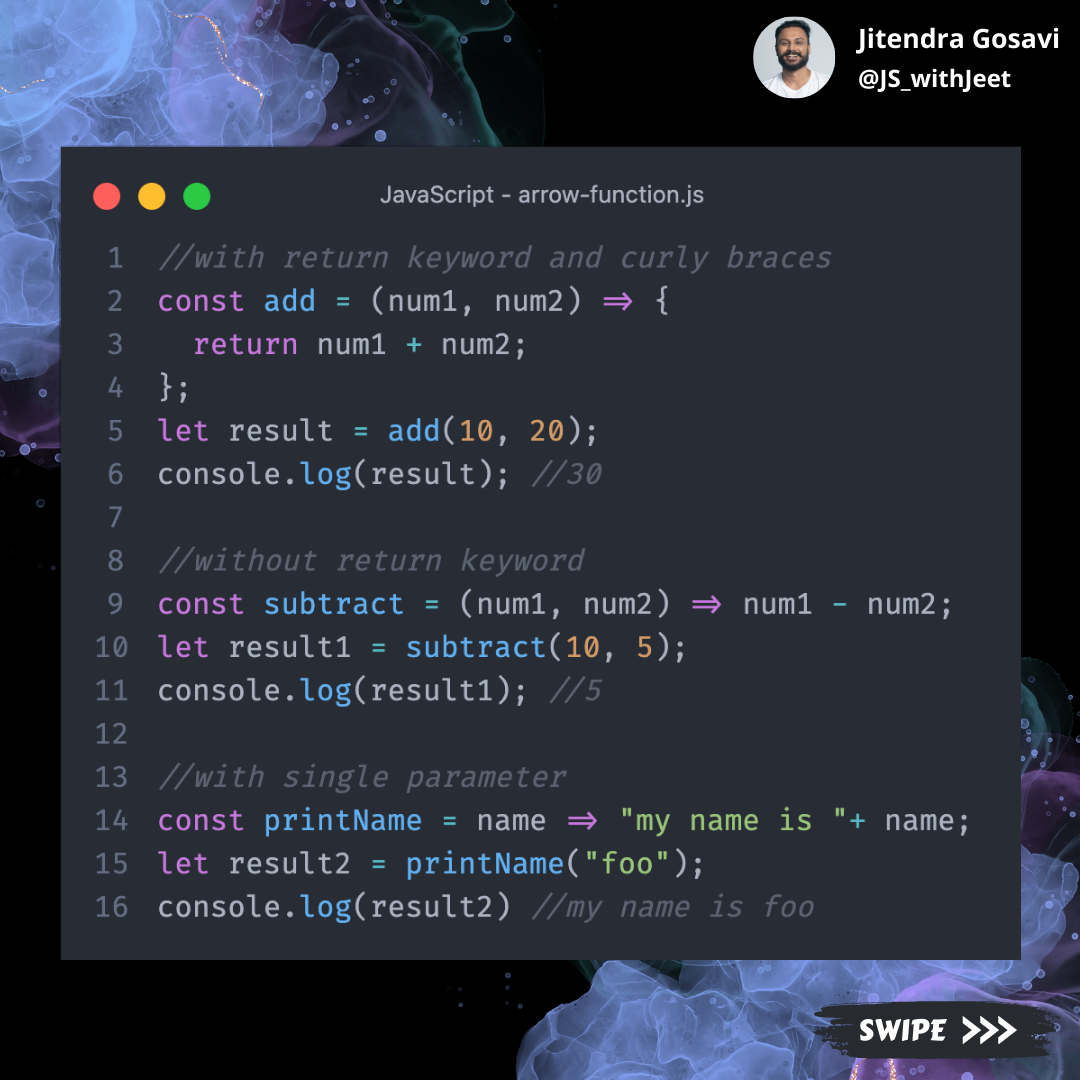 Jitendra Gosavi
@JS_withJeet
JavaScript - arrow-function.js
1 //with return keyword and curly braces
2 const add = (num1, num2) => {
3   return num1 + num2;
4 };
5 let result = add(10, 20);
6 console.log(result); //30
7
8 //without return keyword
9 const subtract = (num1, num2) => num1 - num2;
10 let result1 = subtract(10, 5);
11 console.log(result1); //5
12
13 //with single parameter
14 const printName = name => "my name is "+ name;
15 let result2 = printName("foo");
16 console.log(result2) //my name is foo
SWIPE >>>